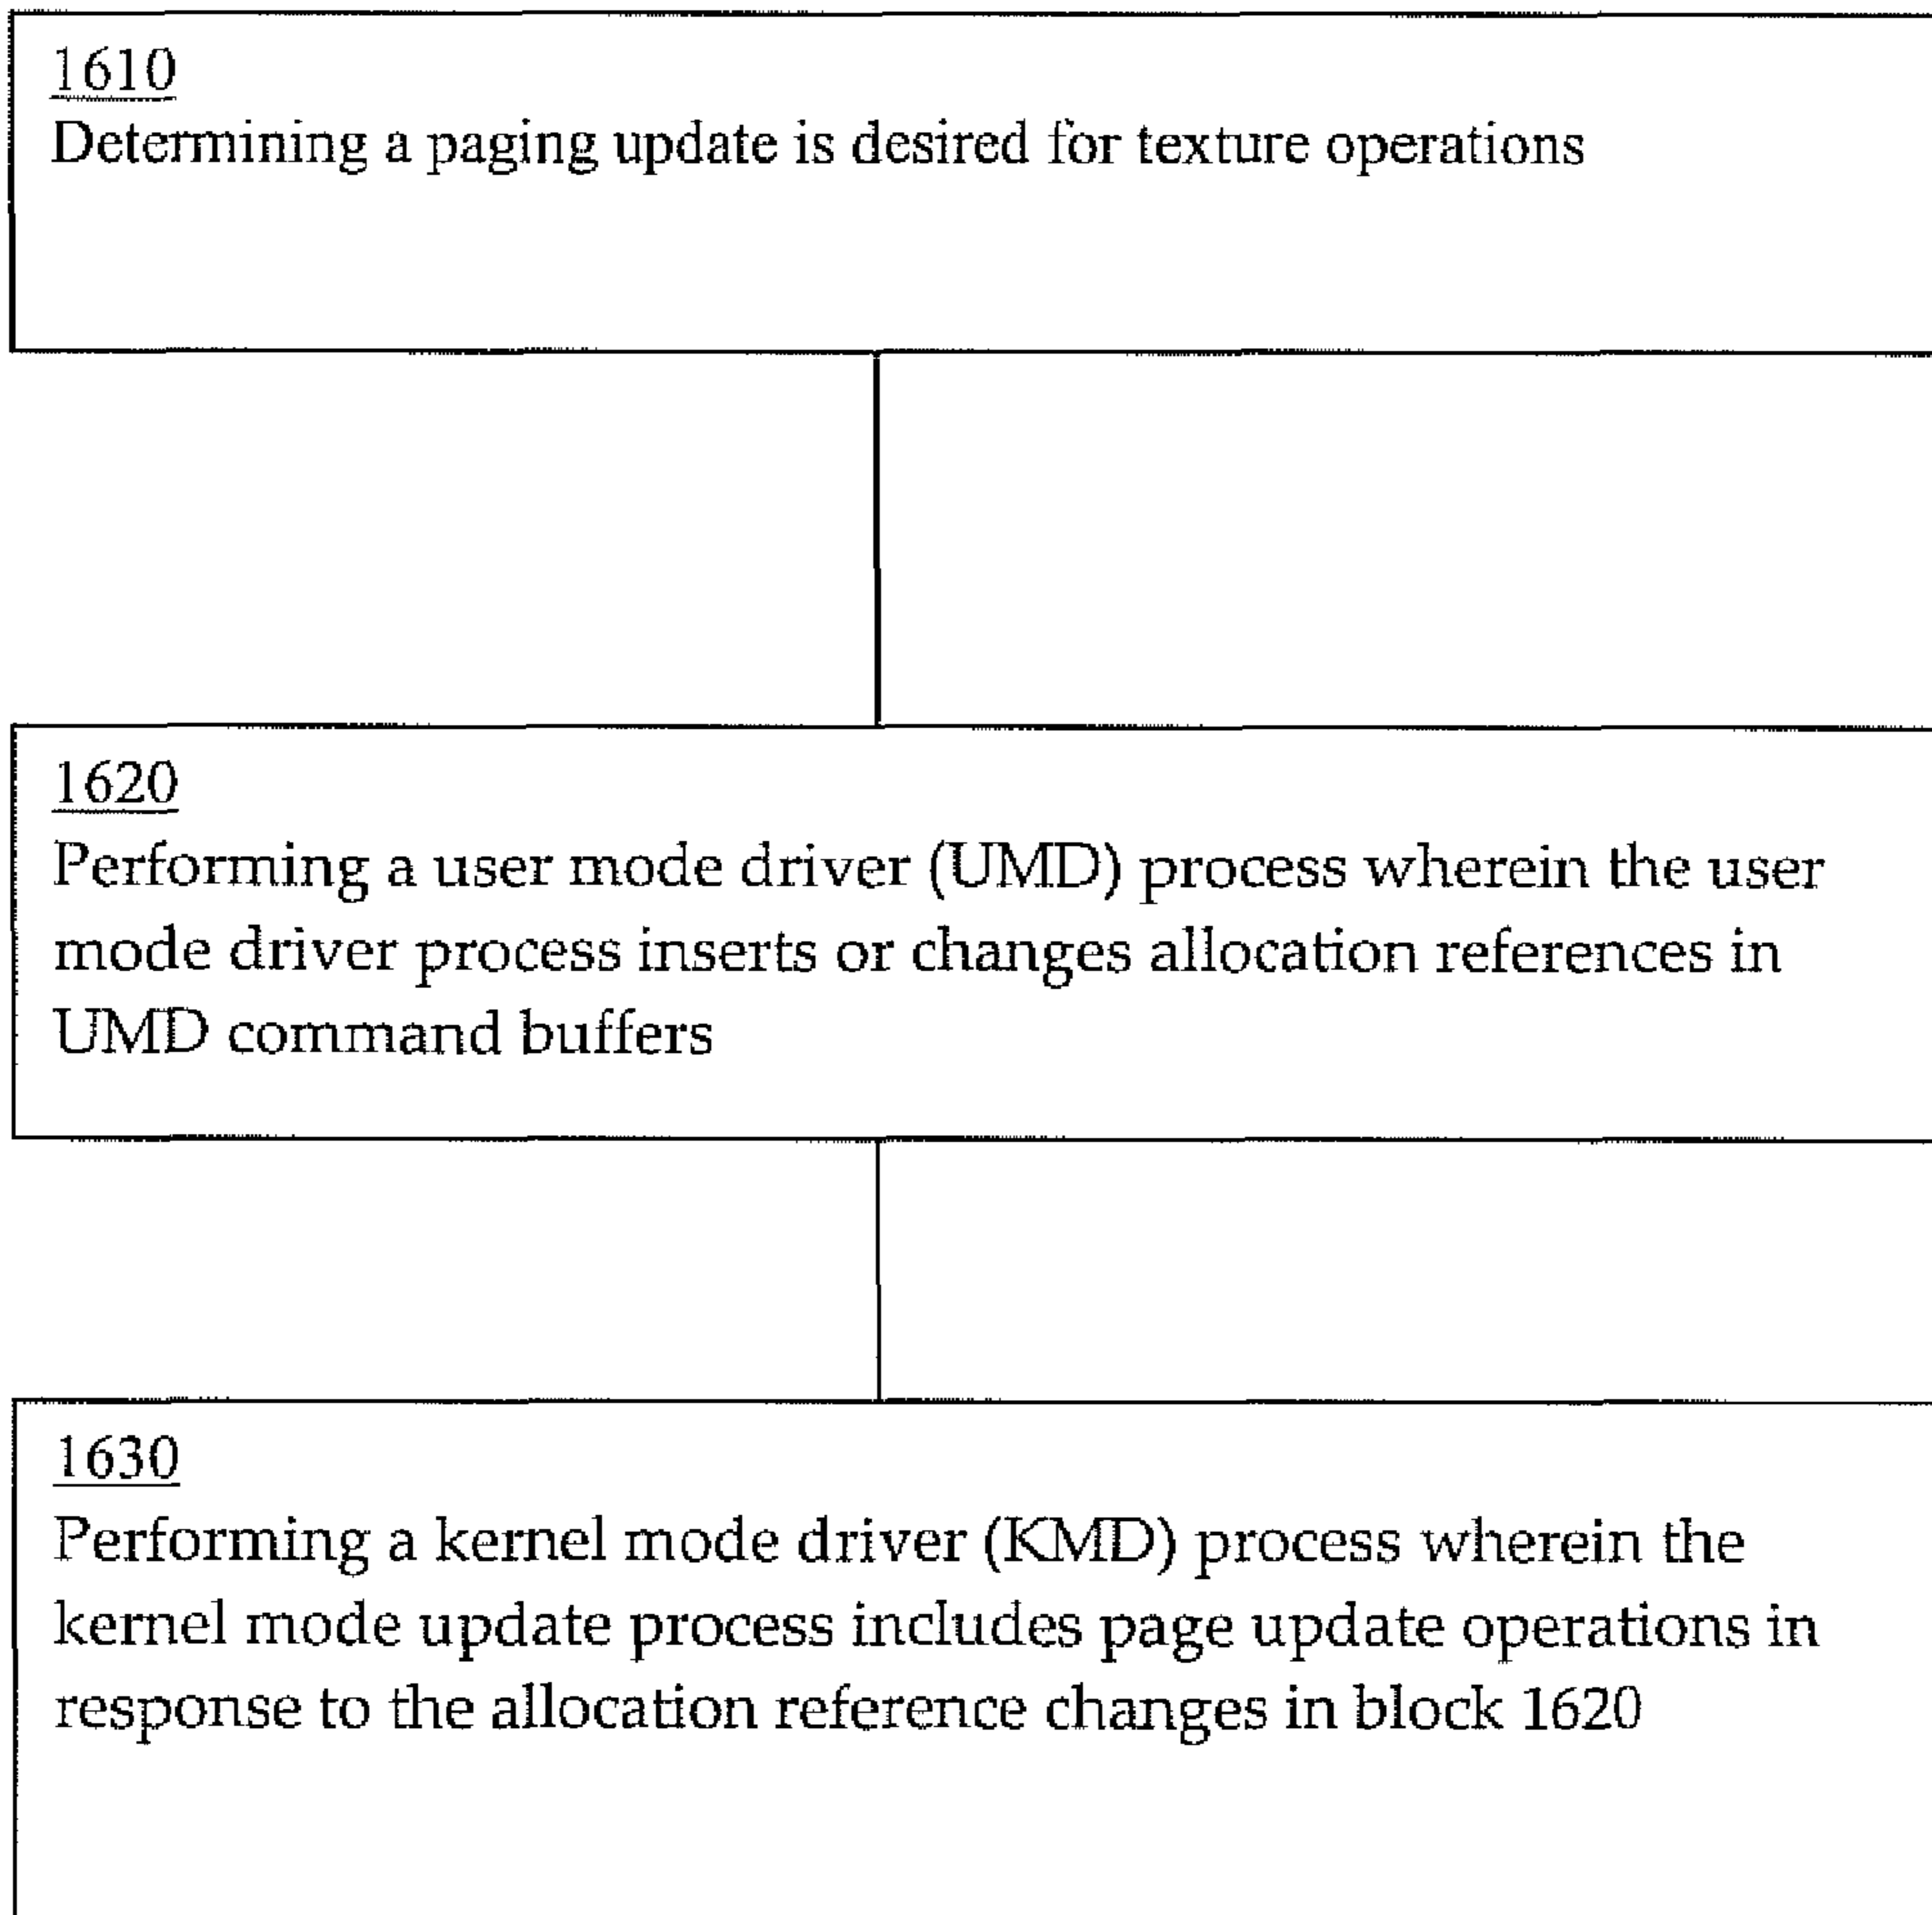 1610
Determining a paging update is desired for texture operations
1620
Performing a user mode driver (UMD) process wherein the user
mode driver process inserts or changes allocation references in
UMD command buffers
1630
Performing a kernel mode driver (KMD) process wherein the
kernel mode update process includes page update operations in
response to the allocation reference changes in block 1620